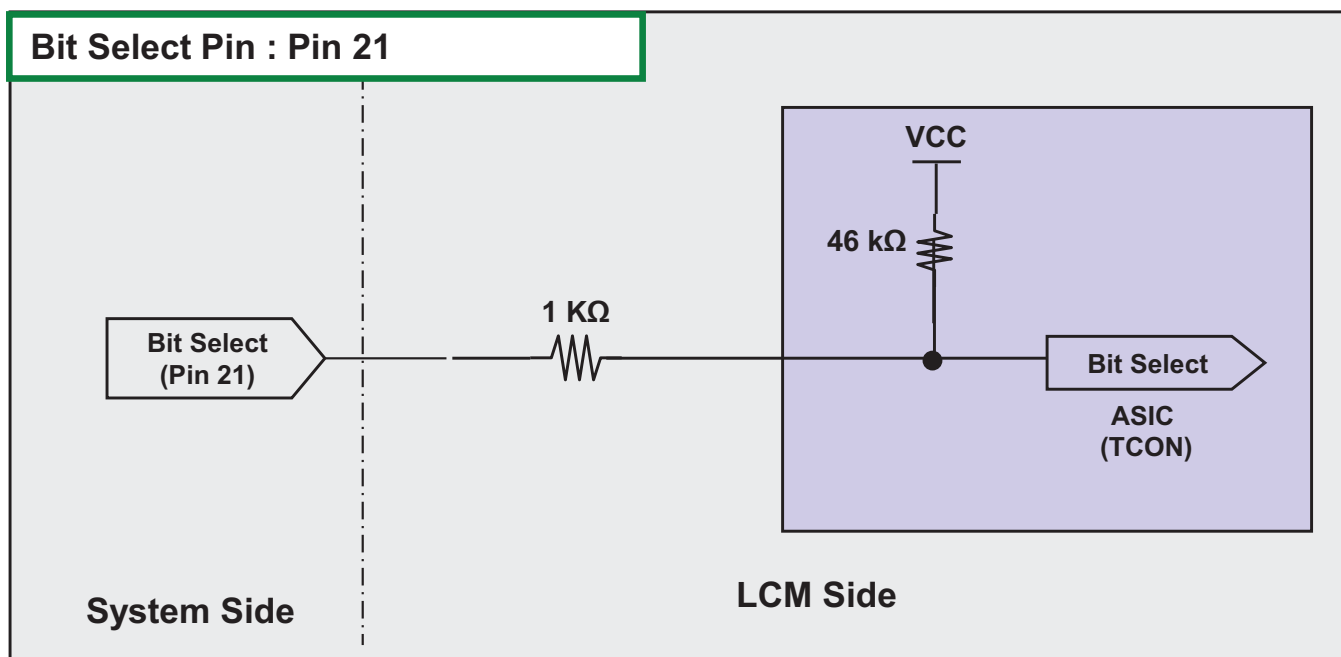 Bit Select Pin : Pin 21
VCC
46 kΩ
1 KΩ
Bit Select
(Pin 21)
Bit Select
ASIC
(TCON)
System Side
LCM Side